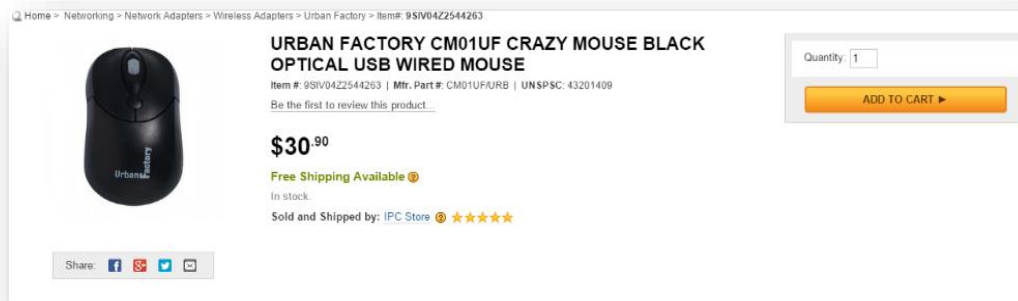 Home > Networking > Network Adapters > Wireless Adapters > Urban Factory > Item#: 9SIV04Z2544263
URBAN FACTORY CM01UF CRAZY MOUSE BLACK
OPTICAL USB WIRED MOUSE
Item #: 9SIV04Z2544263 | Mfr. Part #: CM01UF/URB | UNSPSC: 43201409
Be the first to review this product...
$30.90
Free Shipping Available ?
In stock.
Sold and Shipped by: IPC Store ?
Quantity: 1
ADD TO CART ►
Urban Factory
Share: f g+